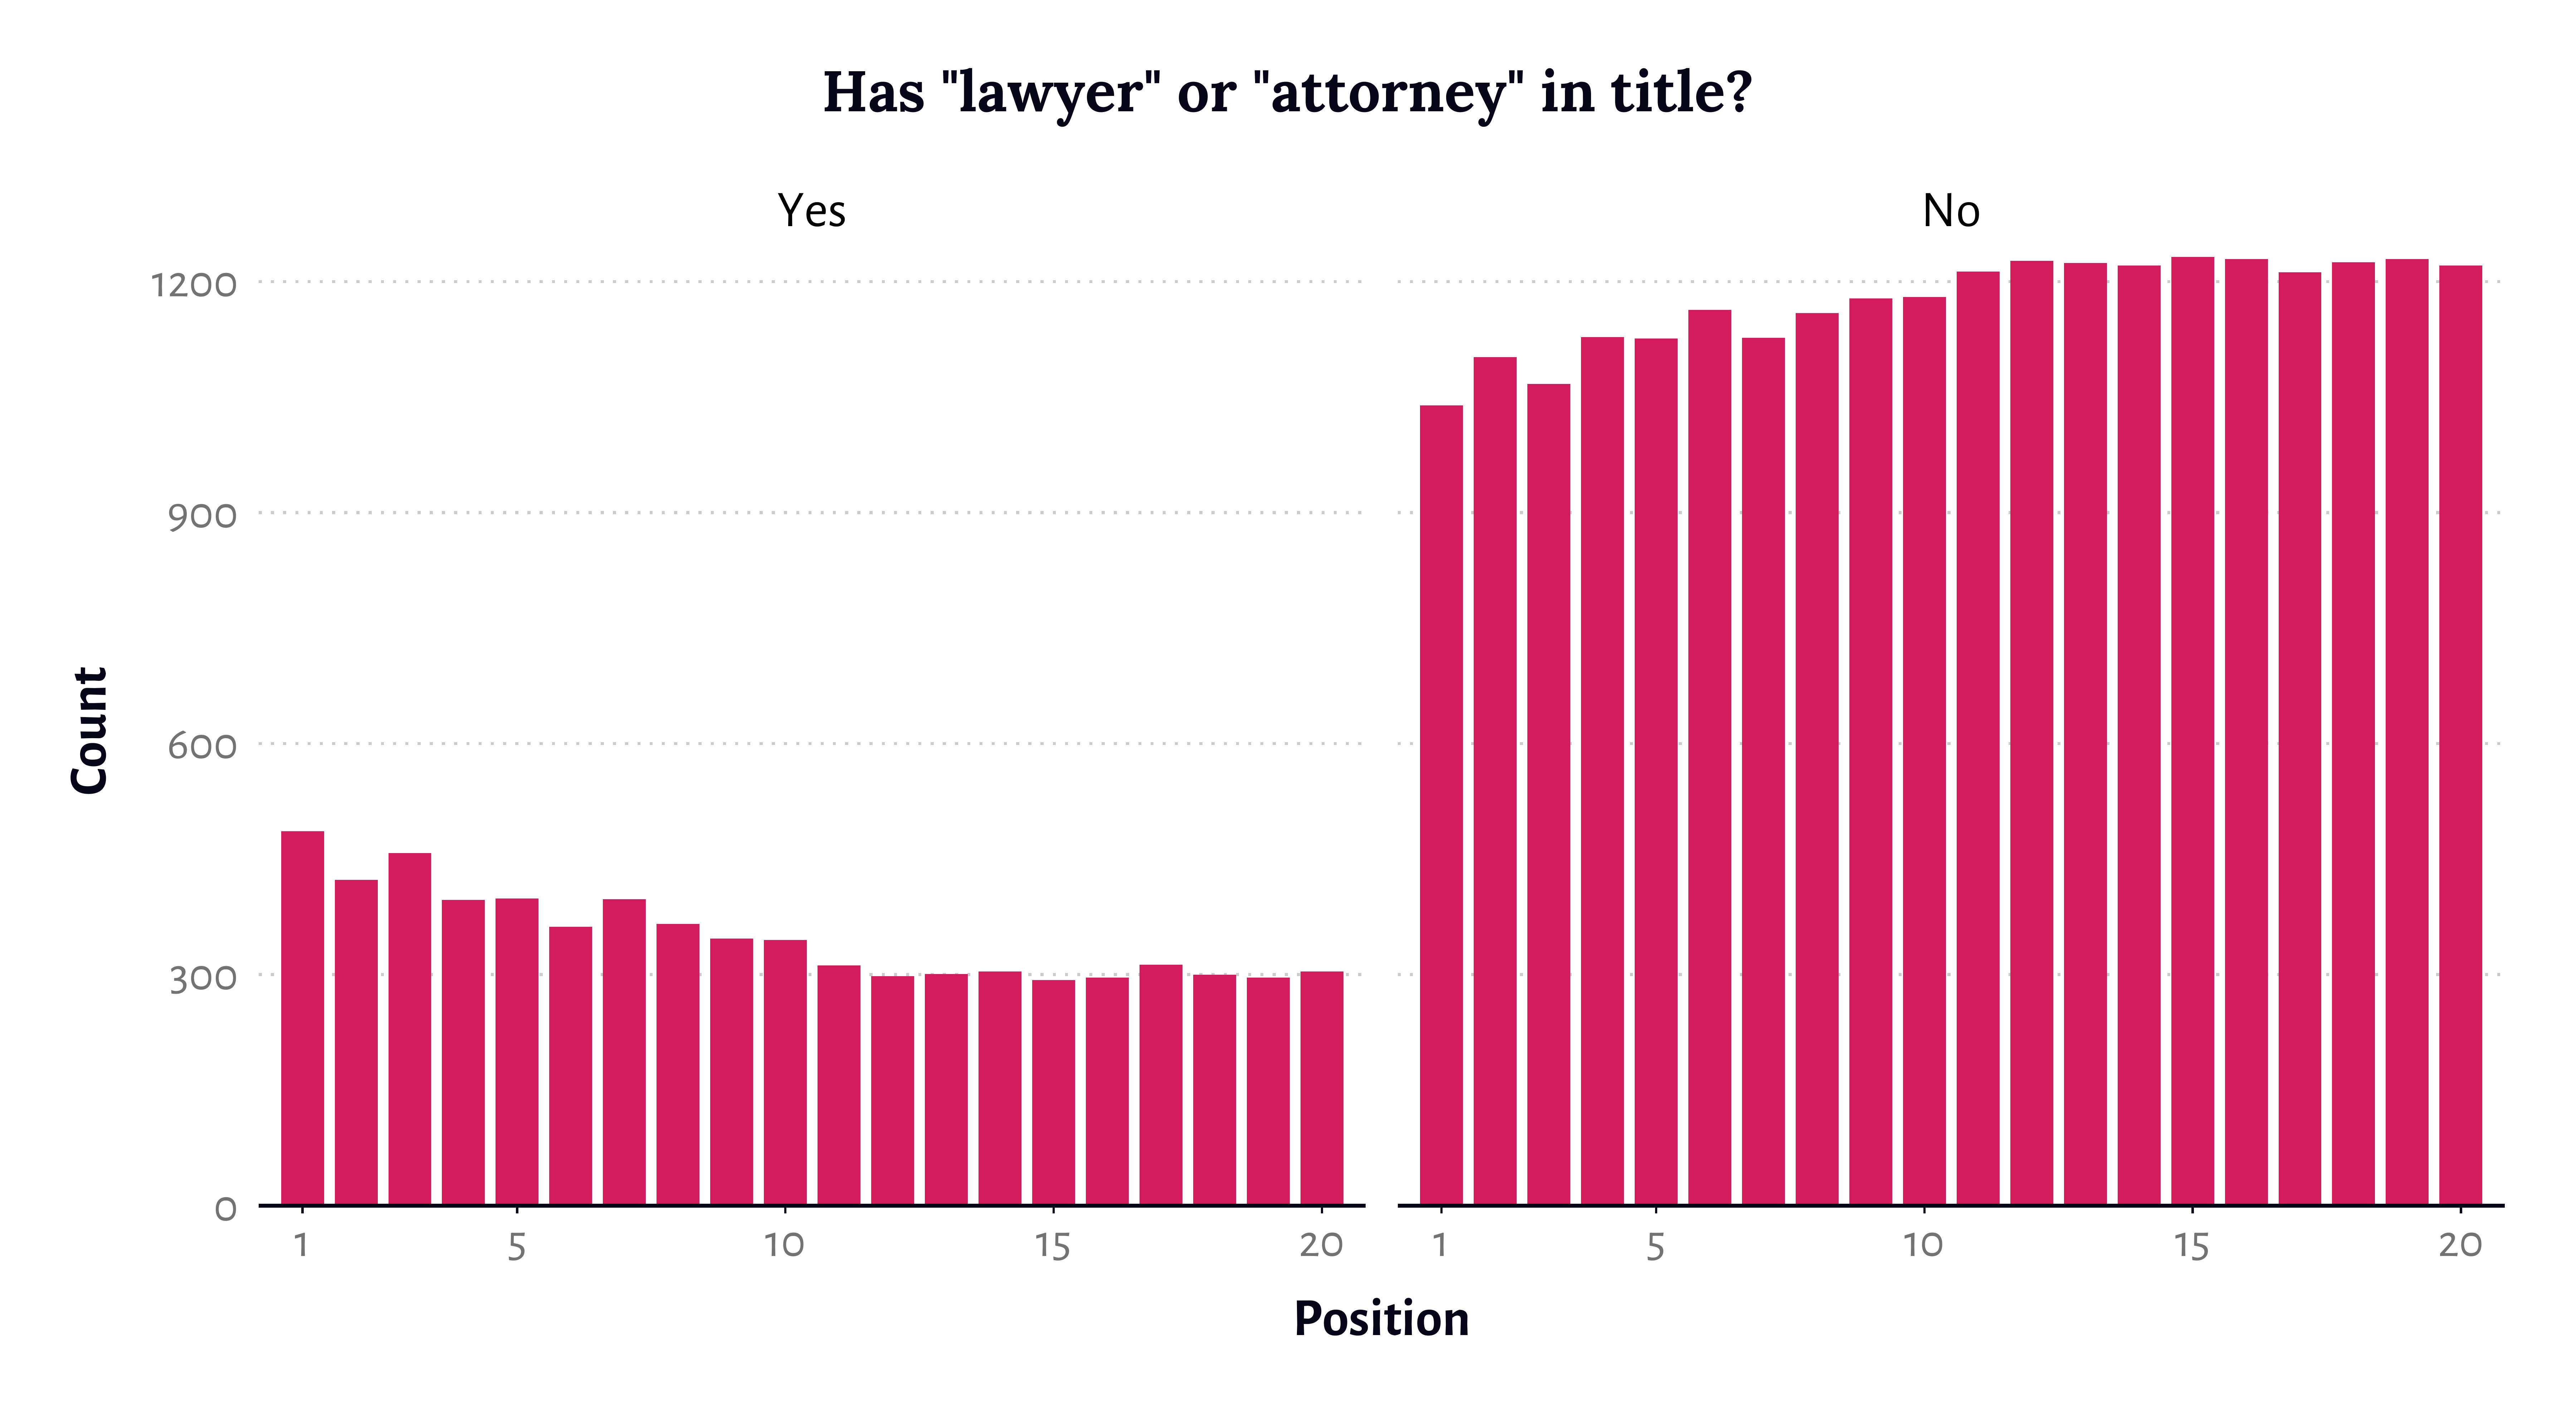 Has "lawyer" or "attorney" in title?
Yes
No
1200
900
600
300
0
Count
1 5 10 15 20
1 5 10 15 20
Position